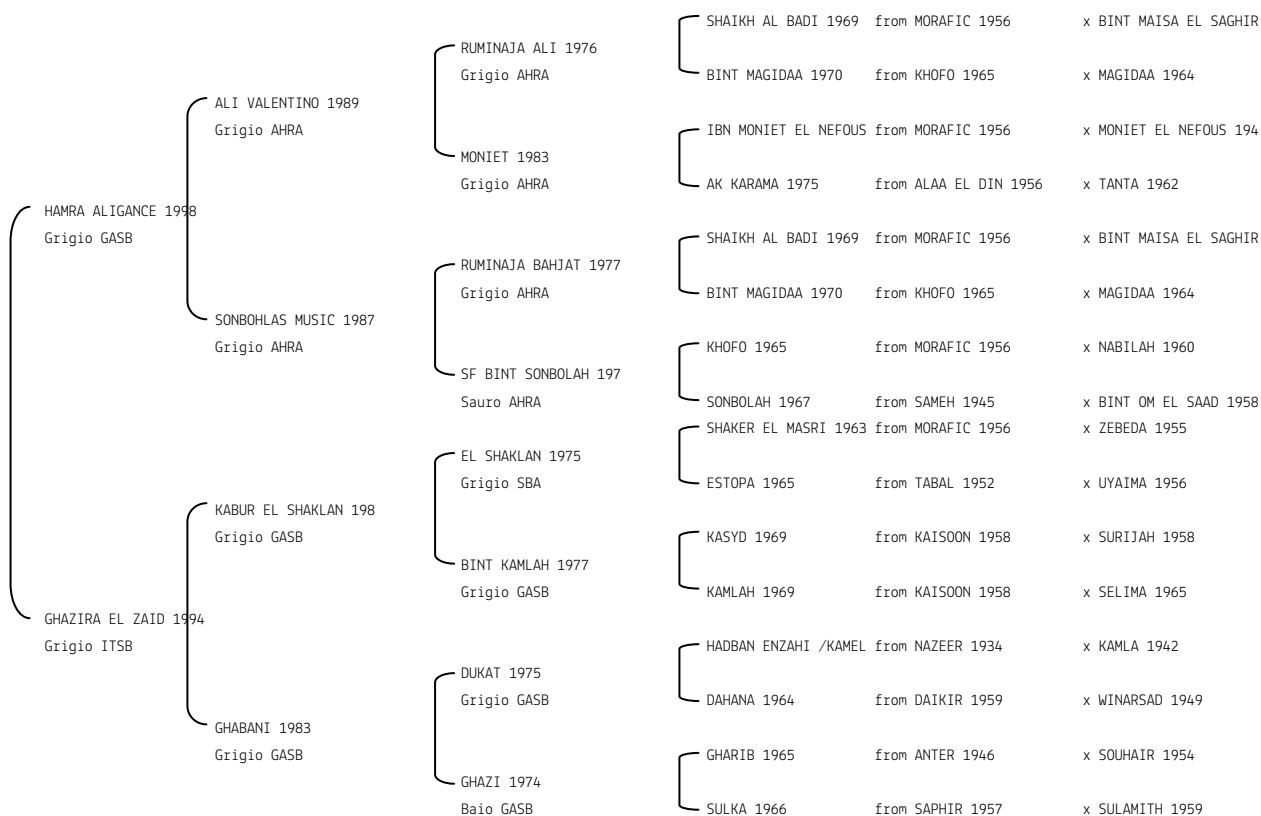 SHAIKH AL BADI 1969 from MORAFIC 1956 x BINT MAISA EL SAGHIR
RUMINAJA ALI 1976
Grigio AHRA
BINT MAGIDAA 1970 from KHOFO 1965 x MAGIDAA 1964
ALI VALENTINO 1989
Grigio AHRA
IBN MONIET EL NEFOUS from MORAFIC 1956 x MONIET EL NEFOUS 194
MONIET 1983
Grigio AHRA
AK KARAMA 1975 from ALAA EL DIN 1956 x TANTA 1962
HAMRA ALIGANCE 1998
Grigio GASB
SHAIKH AL BADI 1969 from MORAFIC 1956 x BINT MAISA EL SAGHIR
RUMINAJA BAHJAT 1977
Grigio AHRA
BINT MAGIDAA 1970 from KHOFO 1965 x MAGIDAA 1964
SONBOHLAS MUSIC 1987
Grigio AHRA
KHOFO 1965 from MORAFIC 1956 x NABILAH 1960
SF BINT SONBOLAH 197
Sauro AHRA
SONBOLAH 1967 from SAMEH 1945 x BINT OM EL SAAD 1958
SHAKER EL MASRI 1963 from MORAFIC 1956 x ZEBEDA 1955
EL SHAKLAN 1975
Grigio SBA
ESTOPA 1965 from TABAL 1952 x UYAIMA 1956
KABUR EL SHAKLAN 198
Grigio GASB
KASYD 1969 from KAISOON 1958 x SURIJAH 1958
BINT KAMLAH 1977
Grigio GASB
KAMLAH 1969 from KAISOON 1958 x SELIMA 1965
GHAZIRA EL ZAID 1994
Grigio ITSB
HADBAN ENZAHI /KAMEL from NAZEER 1934 x KAMLA 1942
DUKAT 1975
Grigio GASB
DAHANA 1964 from DAIKIR 1959 x WINARSAD 1949
GHABANI 1983
Grigio GASB
GHARIB 1965 from ANTER 1946 x SOUHAIR 1954
GHAZI 1974
Baio GASB
SULKA 1966 from SAPHIR 1957 x SULAMITH 1959